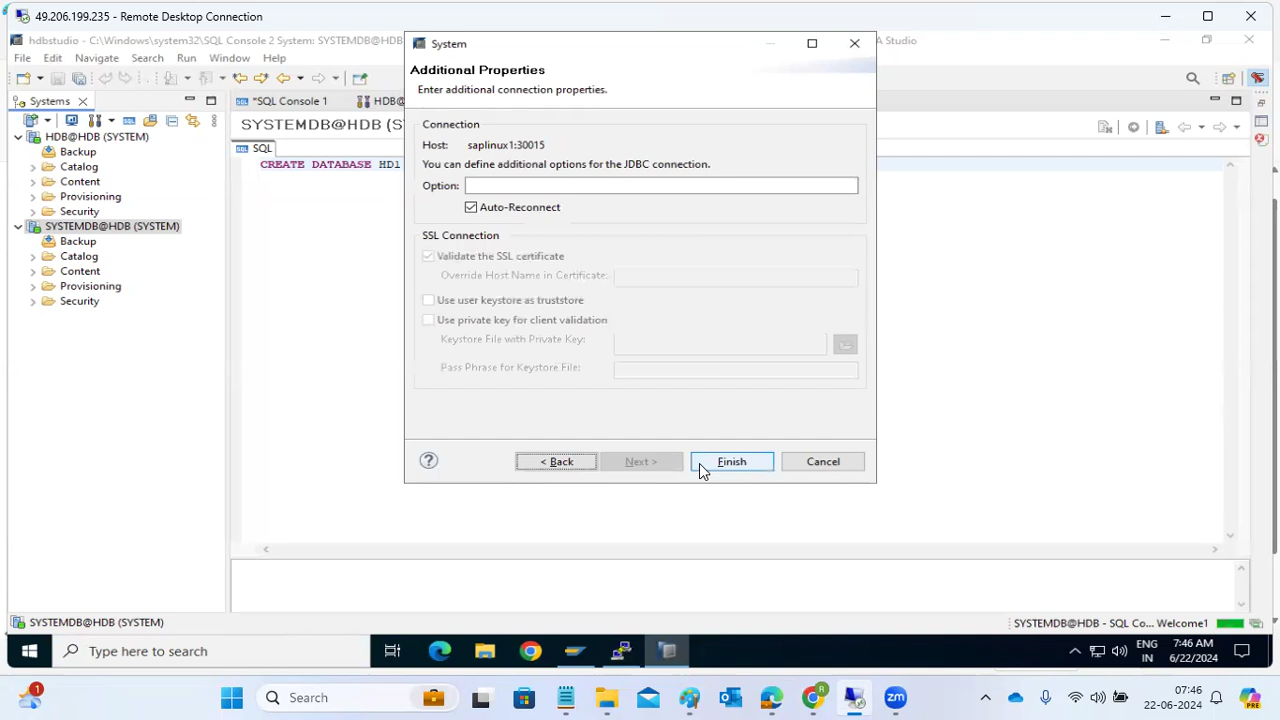 49.206.199.235 - Remote Desktop Connection
hdbstudio - C:\Windows\system32\SQL Console 2 System: SYSTEMDB@H
A Studio
File Edit Navigate Search Run Window Help
System
Additional Properties
Enter additional connection properties.
Systems
*SQL Console 1
HDB@
SYSTEMDB@HDB (S
SQL
CREATE DATABASE HD1
HDB@HDB (SYSTEM)
Backup
Catalog
Content
Provisioning
Security
SYSTEMDB@HDB (SYSTEM)
Backup
Catalog
Content
Provisioning
Security
Connection
Host: saplinux1:30015
You can define additional options for the JDBC connection.
Option:
Auto-Reconnect
SSL Connection
Validate the SSL certificate
Override Host Name in Certificate:
Use user keystore as truststore
Use private key for client validation
Keystore File with Private Key:
Pass Phrase for Keystore File:
< Back Next > Finish Cancel
SYSTEMDB@HDB (SYSTEM)
SYSTEMDB@HDB - SQL Co... Welcome1
Type here to search
ENG
IN
7:46 AM
6/22/2024
Search
07:46
22-06-2024